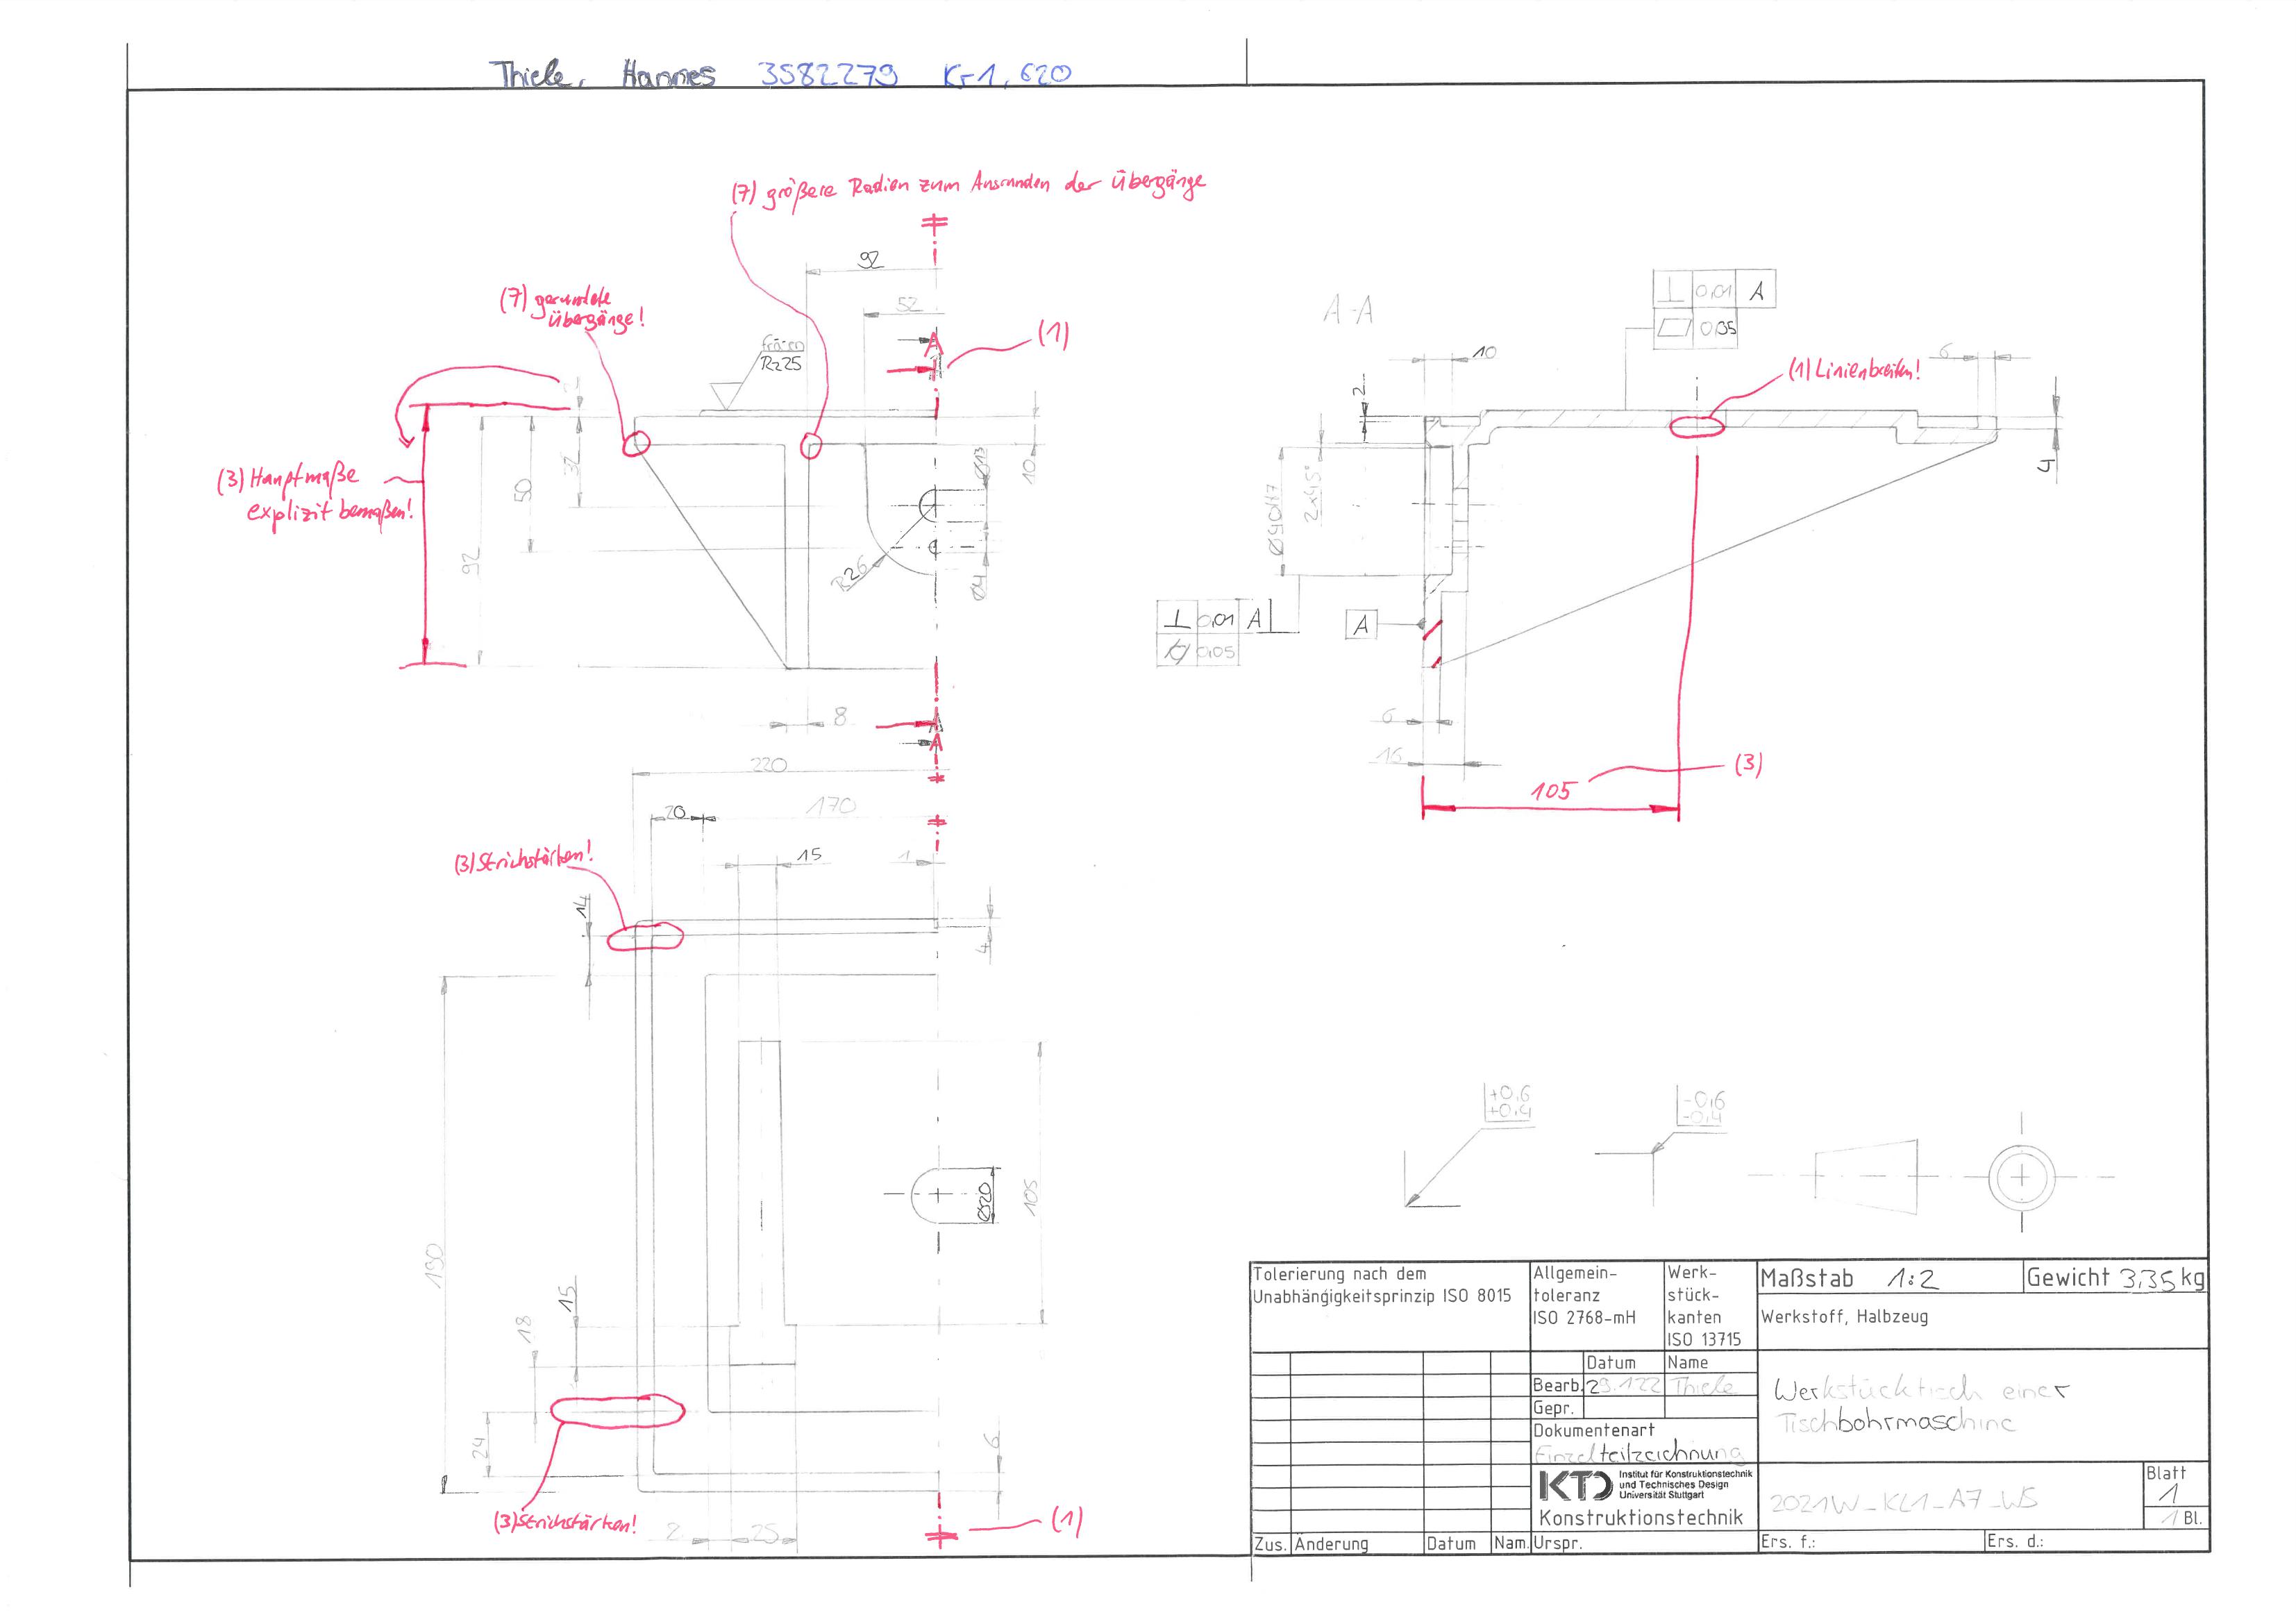 Thiele, Hannes 3582279 K-1, 620
(7) größere Radien zum Ausrunden der Übergänge
(7) gerundete
Übergänge!
92
52
A
(1)
Rz25
(3) Hauptmaße
explizit bemaßen!
92
50
32
10
Ø13
Ø4
R26
8
A
A
A-A
⊥ 0,01 A
0,05
10
6
2
(1) Linienbreiten!
4
Ø40H7
2x45°
⊥ 0,01 A
0,05
A
6
16
105
(3)
220
20
170
15
1
(3) Strichstärken!
14
4
190
105
Ø20
15
18
24
6
2
25
(3) Strichstärken!
(1)
+0,6
+0,4
-0,6
-0,4
Tolerierung nach dem
Unabhängigkeitsprinzip ISO 8015
Allgemein-
toleranz
ISO 2768-mH
Werk-
stück-
kanten
ISO 13715
Maßstab 1:2
Gewicht 3,35 kg
Werkstoff, Halbzeug
Datum Name
Bearb. 29.1.22 Thiele
Gepr.
Dokumentenart
Einzelteilzeichnung
Werkstücktisch einer
Tischbohrmaschine
KTD
Institut für Konstruktionstechnik
und Technisches Design
Universität Stuttgart
Konstruktionstechnik
2021W_KL1_A7_WS
Blatt
1
1 Bl.
Zus. Änderung Datum Nam. Urspr. Ers. f.: Ers. d.: